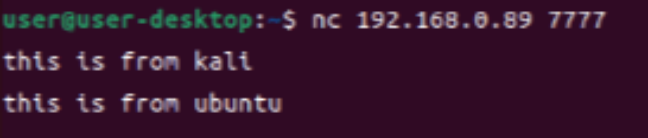 user@user-desktop:~$ nc 192.168.0.89 7777
this is from kali
this is from ubuntu